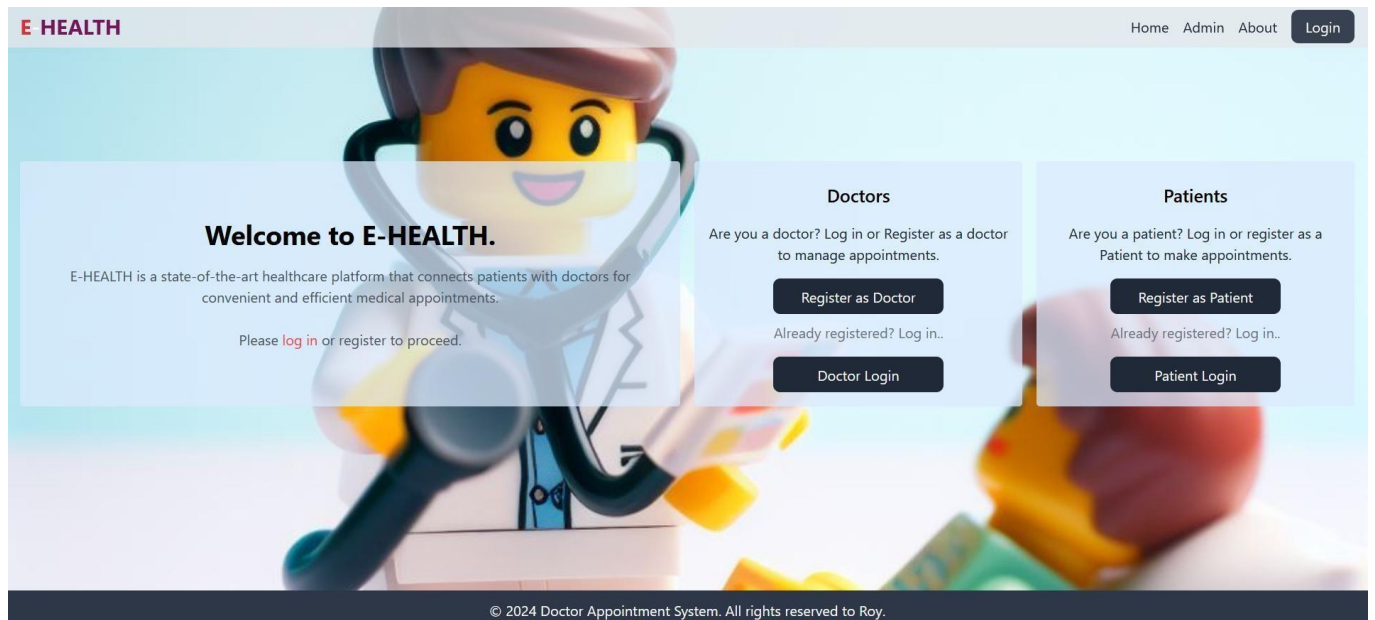 E-HEALTH
Home Admin About Login
Welcome to E-HEALTH.
E-HEALTH is a state-of-the-art healthcare platform that connects patients with doctors for
convenient and efficient medical appointments.
Please log in or register to proceed.
Doctors
Are you a doctor? Log in or Register as a doctor
to manage appointments.
Register as Doctor
Already registered? Log in..
Doctor Login
Patients
Are you a patient? Log in or register as a
Patient to make appointments.
Register as Patient
Already registered? Log in..
Patient Login
© 2024 Doctor Appointment System. All rights reserved to Roy.